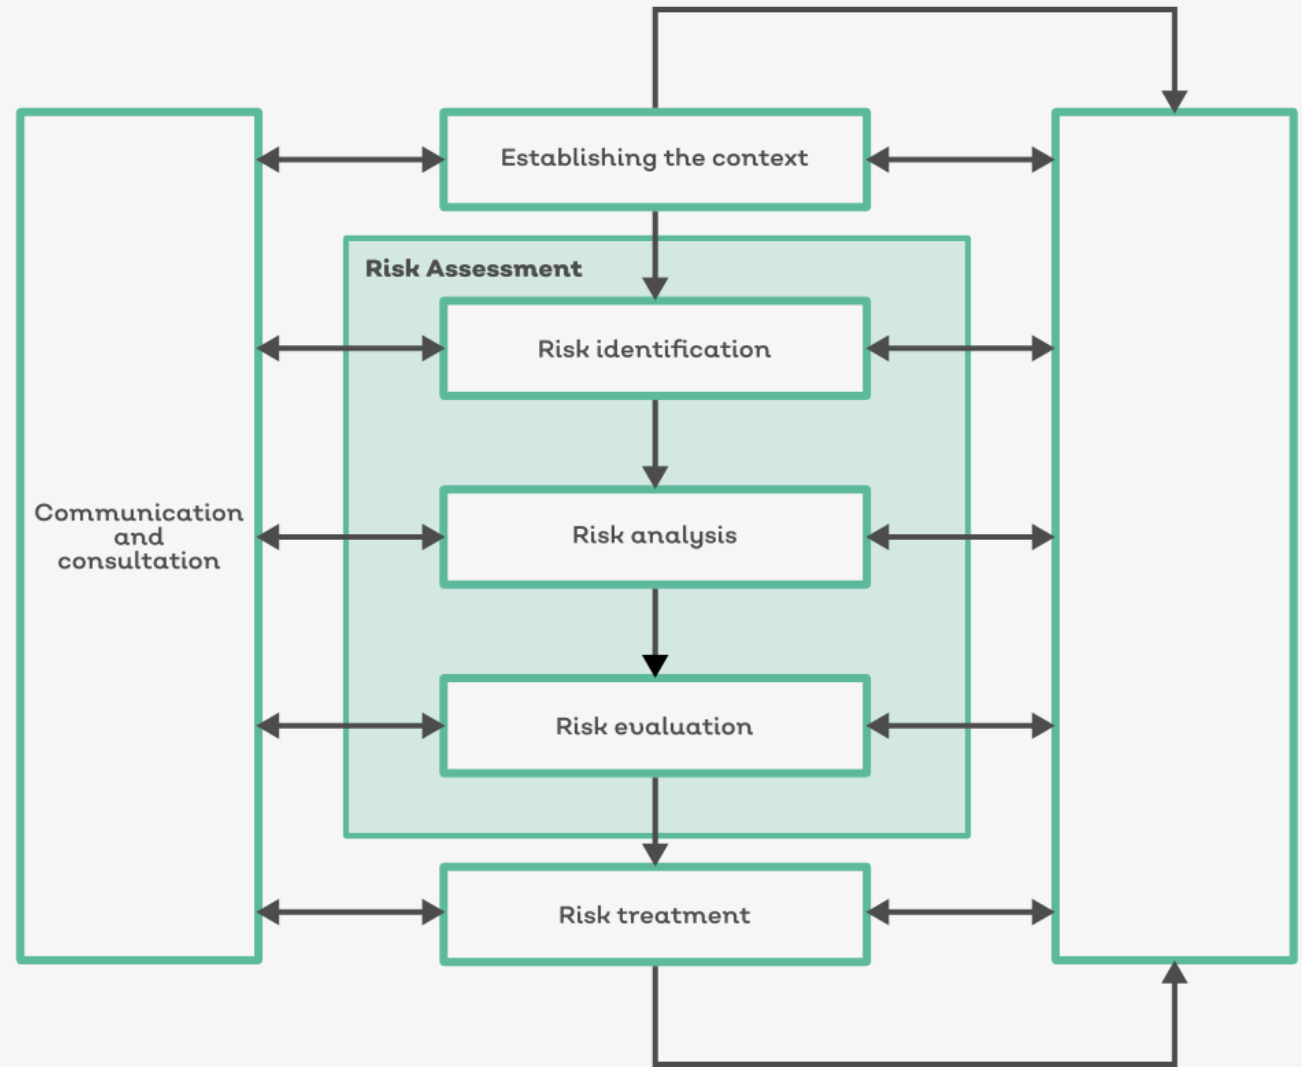 Establishing the context
Risk Assessment
Risk identification
Communication
and
consultation
Risk analysis
Risk evaluation
Risk treatment